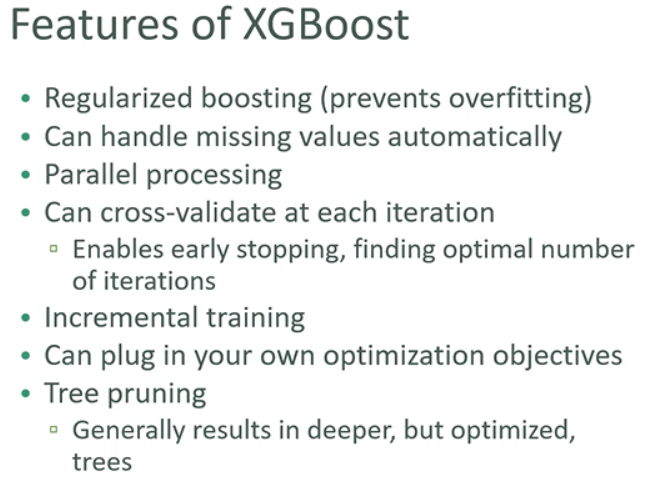 Features of XGBoost
• Regularized boosting (prevents overfitting)
• Can handle missing values automatically
• Parallel processing
• Can cross-validate at each iteration
▫ Enables early stopping, finding optimal number
of iterations
• Incremental training
• Can plug in your own optimization objectives
• Tree pruning
▫ Generally results in deeper, but optimized,
trees